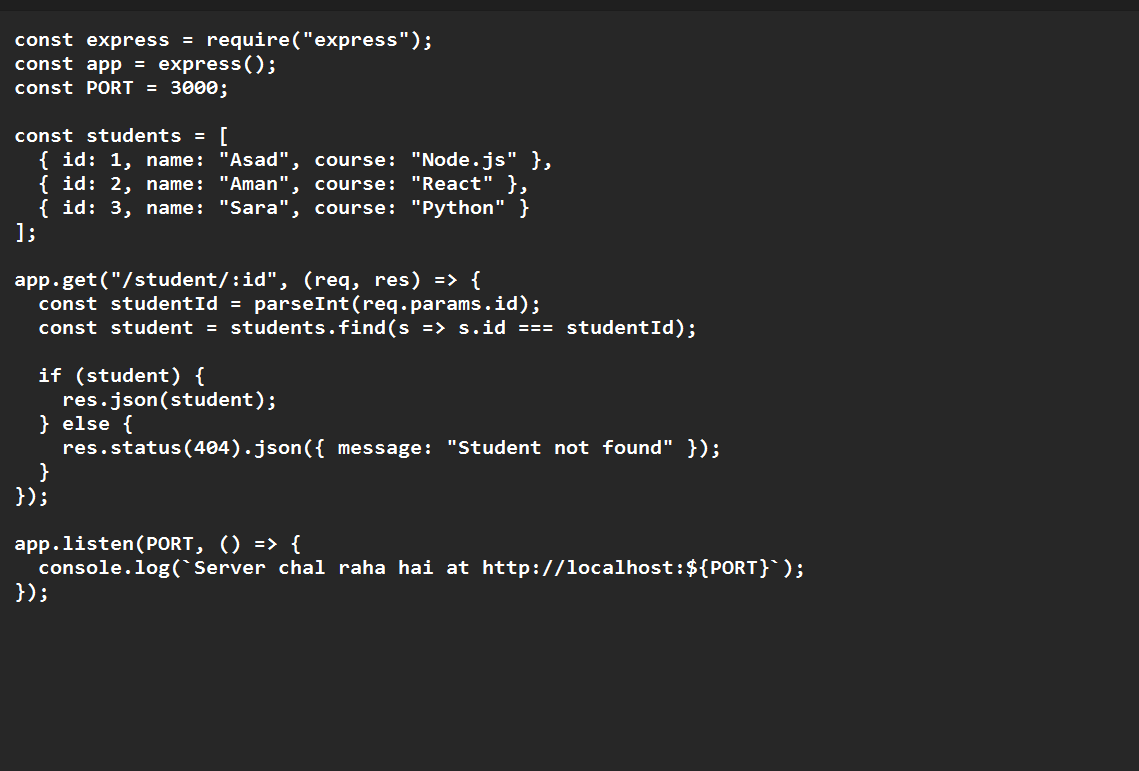 const express = require("express");
const app = express();
const PORT = 3000;

const students = [
  { id: 1, name: "Asad", course: "Node.js" },
  { id: 2, name: "Aman", course: "React" },
  { id: 3, name: "Sara", course: "Python" }
];

app.get("/student/:id", (req, res) => {
  const studentId = parseInt(req.params.id);
  const student = students.find(s => s.id === studentId);

  if (student) {
    res.json(student);
  } else {
    res.status(404).json({ message: "Student not found" });
  }
});

app.listen(PORT, () => {
  console.log(`Server chal raha hai at http://localhost:${PORT}`);
});